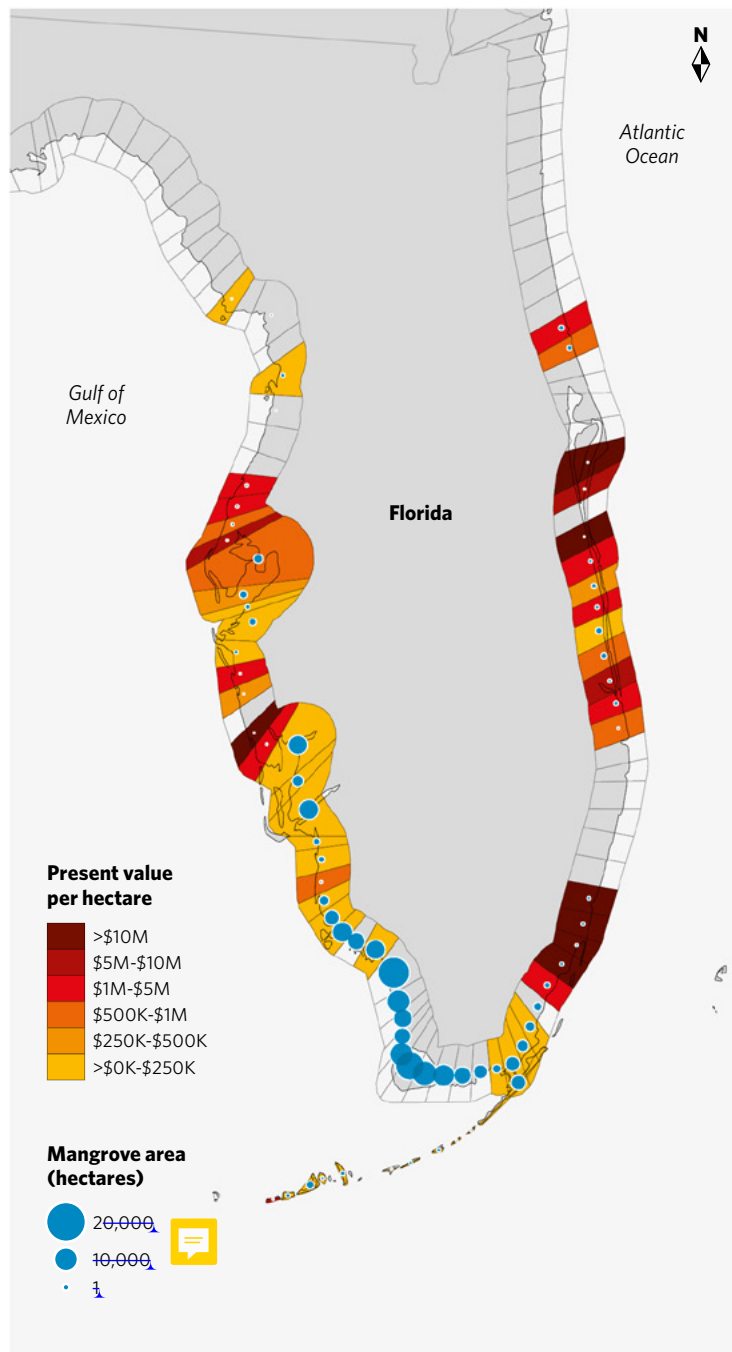 N
Atlantic
Ocean
Gulf of
Mexico
Florida
Present value
per hectare
>$10M
$5M-$10M
$1M-$5M
$500K-$1M
$250K-$500K
>$0K-$250K
Mangrove area
(hectares)
20,000
10,000
1